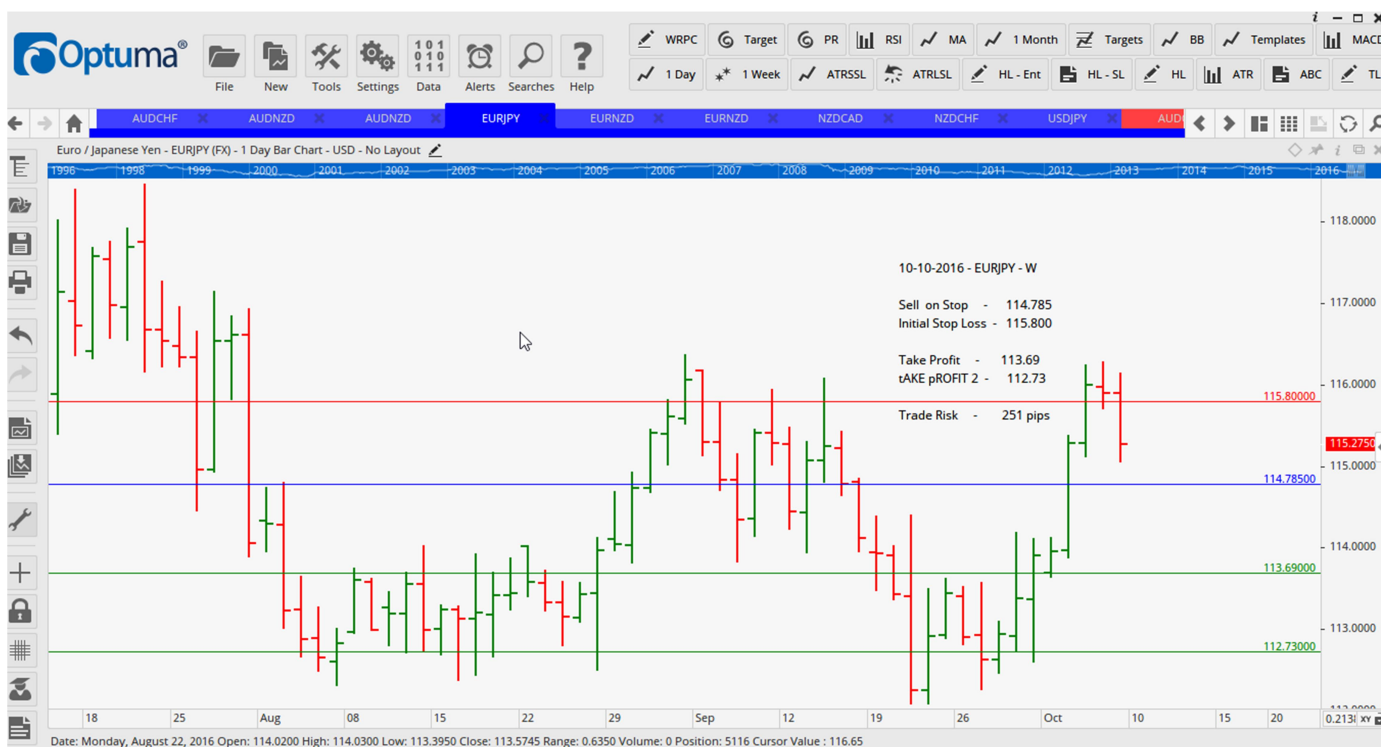 i
Optuma®
File
New
Tools
Settings
101
010
111
Data
Alerts
Searches
?
Help
WRPC
Target
PR
RSI
MA
1 Month
Targets
BB
Templates
MACD
1 Day
1 Week
ATRSSL
ATRLSL
HL - Ent
HL - SL
HL
ATR
ABC
TL
AUDCHF
AUDNZD
AUDNZD
EURJPY
EURNZD
EURNZD
NZDCAD
NZDCHF
USDJPY
Euro / Japanese Yen - EURJPY (FX) - 1 Day Bar Chart - USD - No Layout
1996 1998 1999 2000 2001 2002 2003 2004 2005 2006 2007 2008 2009 2010 2011 2012 2013 2014 2015 2016
118.0000
10-10-2016 - EURJPY - W
117.0000
Sell on Stop - 114.785
Initial Stop Loss - 115.800
Take Profit - 113.69
tAKE pROFIT 2 - 112.73
116.0000
115.80000
Trade Risk - 251 pips
115.2750
115.0000
114.78500
114.0000
113.69000
113.0000
112.73000
18 25 Aug 08 15 22 29 Sep 12 19 26 Oct 10 15 20
XY
Date: Monday, August 22, 2016 Open: 114.0200 High: 114.0300 Low: 113.3950 Close: 113.5745 Range: 0.6350 Volume: 0 Position: 5116 Cursor Value : 116.65